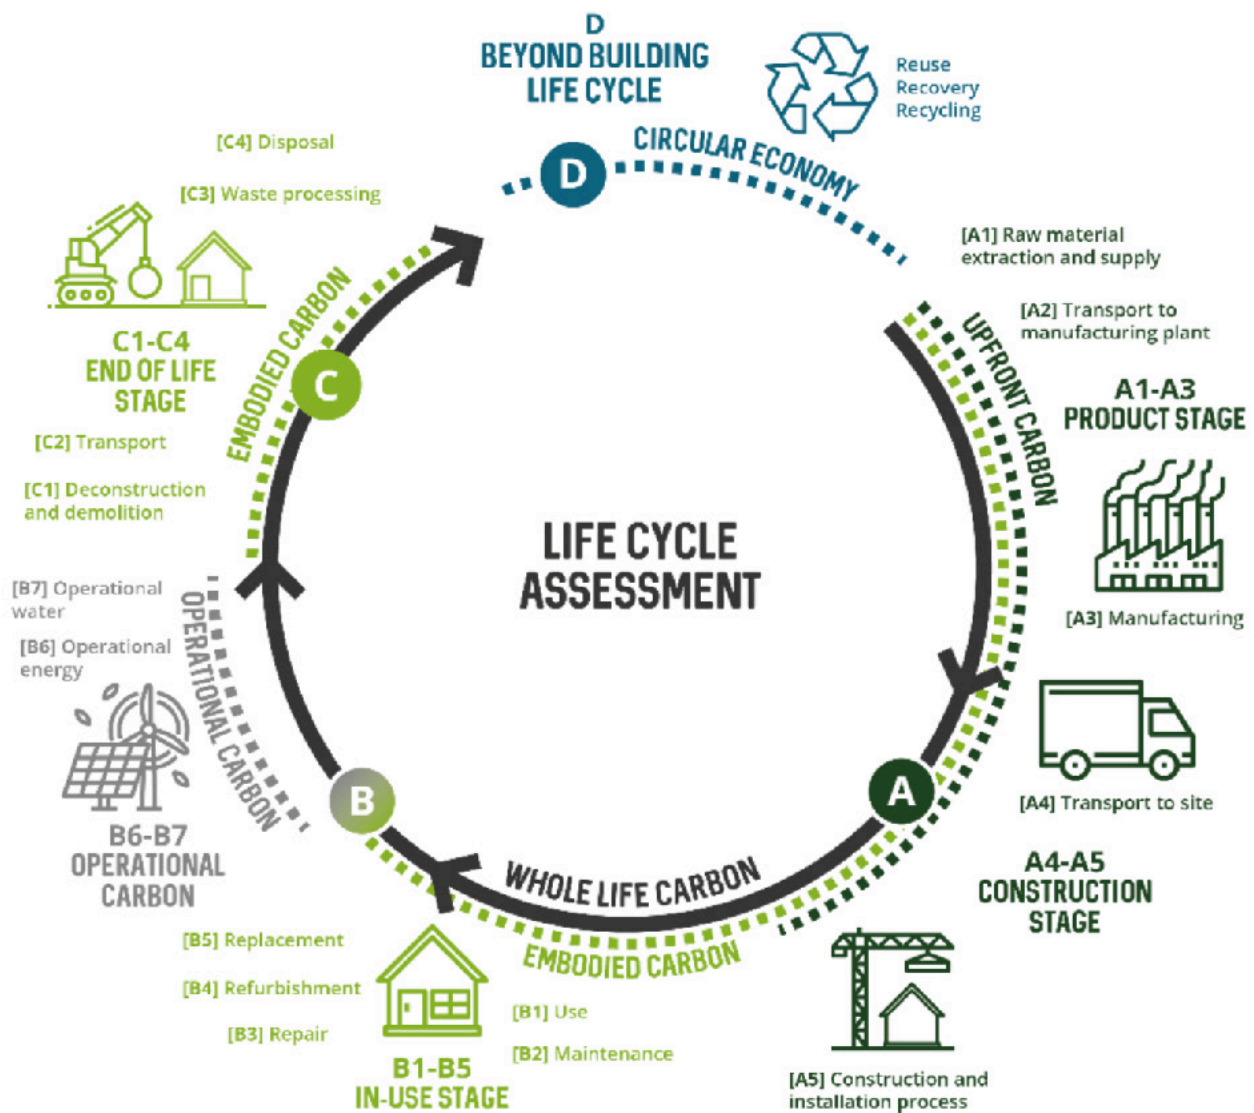 D
BEYOND BUILDING
LIFE CYCLE
Reuse
Recovery
Recycling
CIRCULAR ECONOMY
D
[A1] Raw material
extraction and supply
[A2] Transport to
manufacturing plant
UPFRONT CARBON
A1-A3
PRODUCT STAGE
[A3] Manufacturing
[A4] Transport to site
A
A4-A5
CONSTRUCTION
STAGE
[A5] Construction and
installation process
LIFE CYCLE
ASSESSMENT
WHOLE LIFE CARBON
EMBODIED CARBON
[B1] Use
[B2] Maintenance
B1-B5
IN-USE STAGE
[B3] Repair
[B4] Refurbishment
[B5] Replacement
B
OPERATIONAL CARBON
B6-B7
OPERATIONAL
CARBON
[B6] Operational
energy
[B7] Operational
water
[C1] Deconstruction
and demolition
[C2] Transport
C1-C4
END OF LIFE
STAGE
EMBODIED CARBON
C
[C3] Waste processing
[C4] Disposal